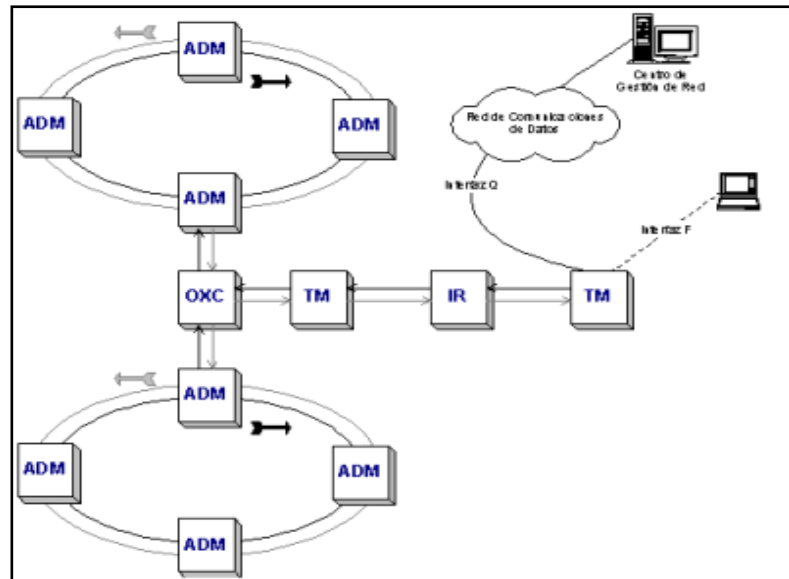 ADM
ADM
ADM
ADM
Centro de
Gestión de Red
Red de Comunicaciones
de Datos
Interfaz Q
Interfaz F
OXC
TM
IR
TM
ADM
ADM
ADM
ADM